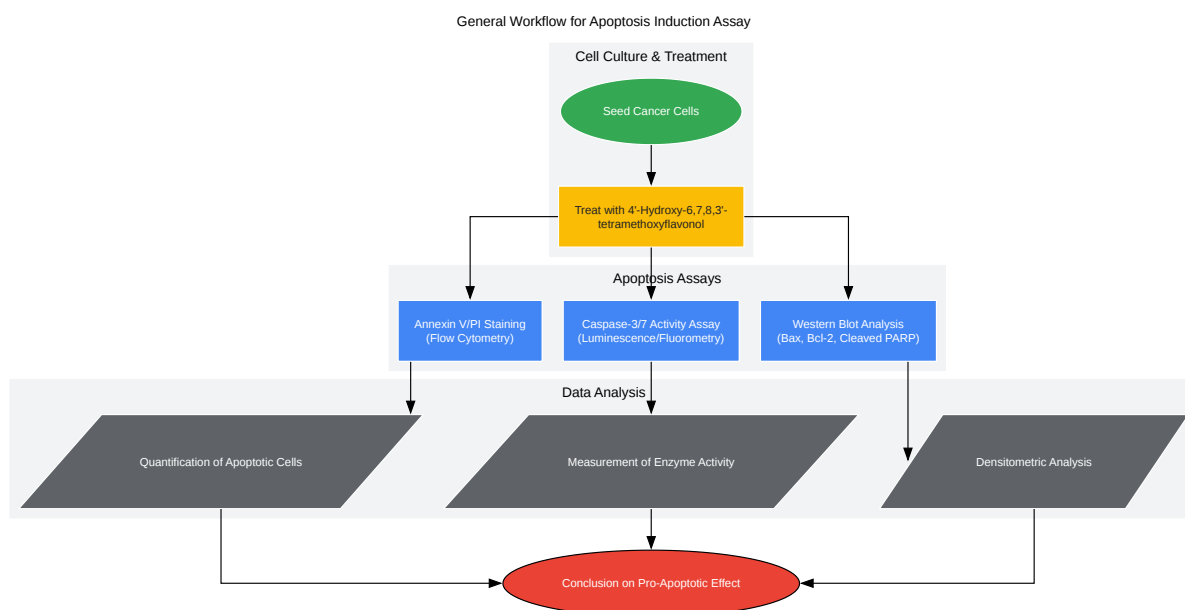 General Workflow for Apoptosis Induction Assay
Cell Culture & Treatment
Seed Cancer Cells
Treat with 4'-Hydroxy-6,7,8,3'-
tetramethoxyflavonol
Apoptosis Assays
Annexin V/PI Staining
(Flow Cytometry)
Caspase-3/7 Activity Assay
(Luminescence/Fluorometry)
Western Blot Analysis
(Bax, Bcl-2, Cleaved PARP)
Data Analysis
Quantification of Apoptotic Cells
Measurement of Enzyme Activity
Densitometric Analysis
Conclusion on Pro-Apoptotic Effect